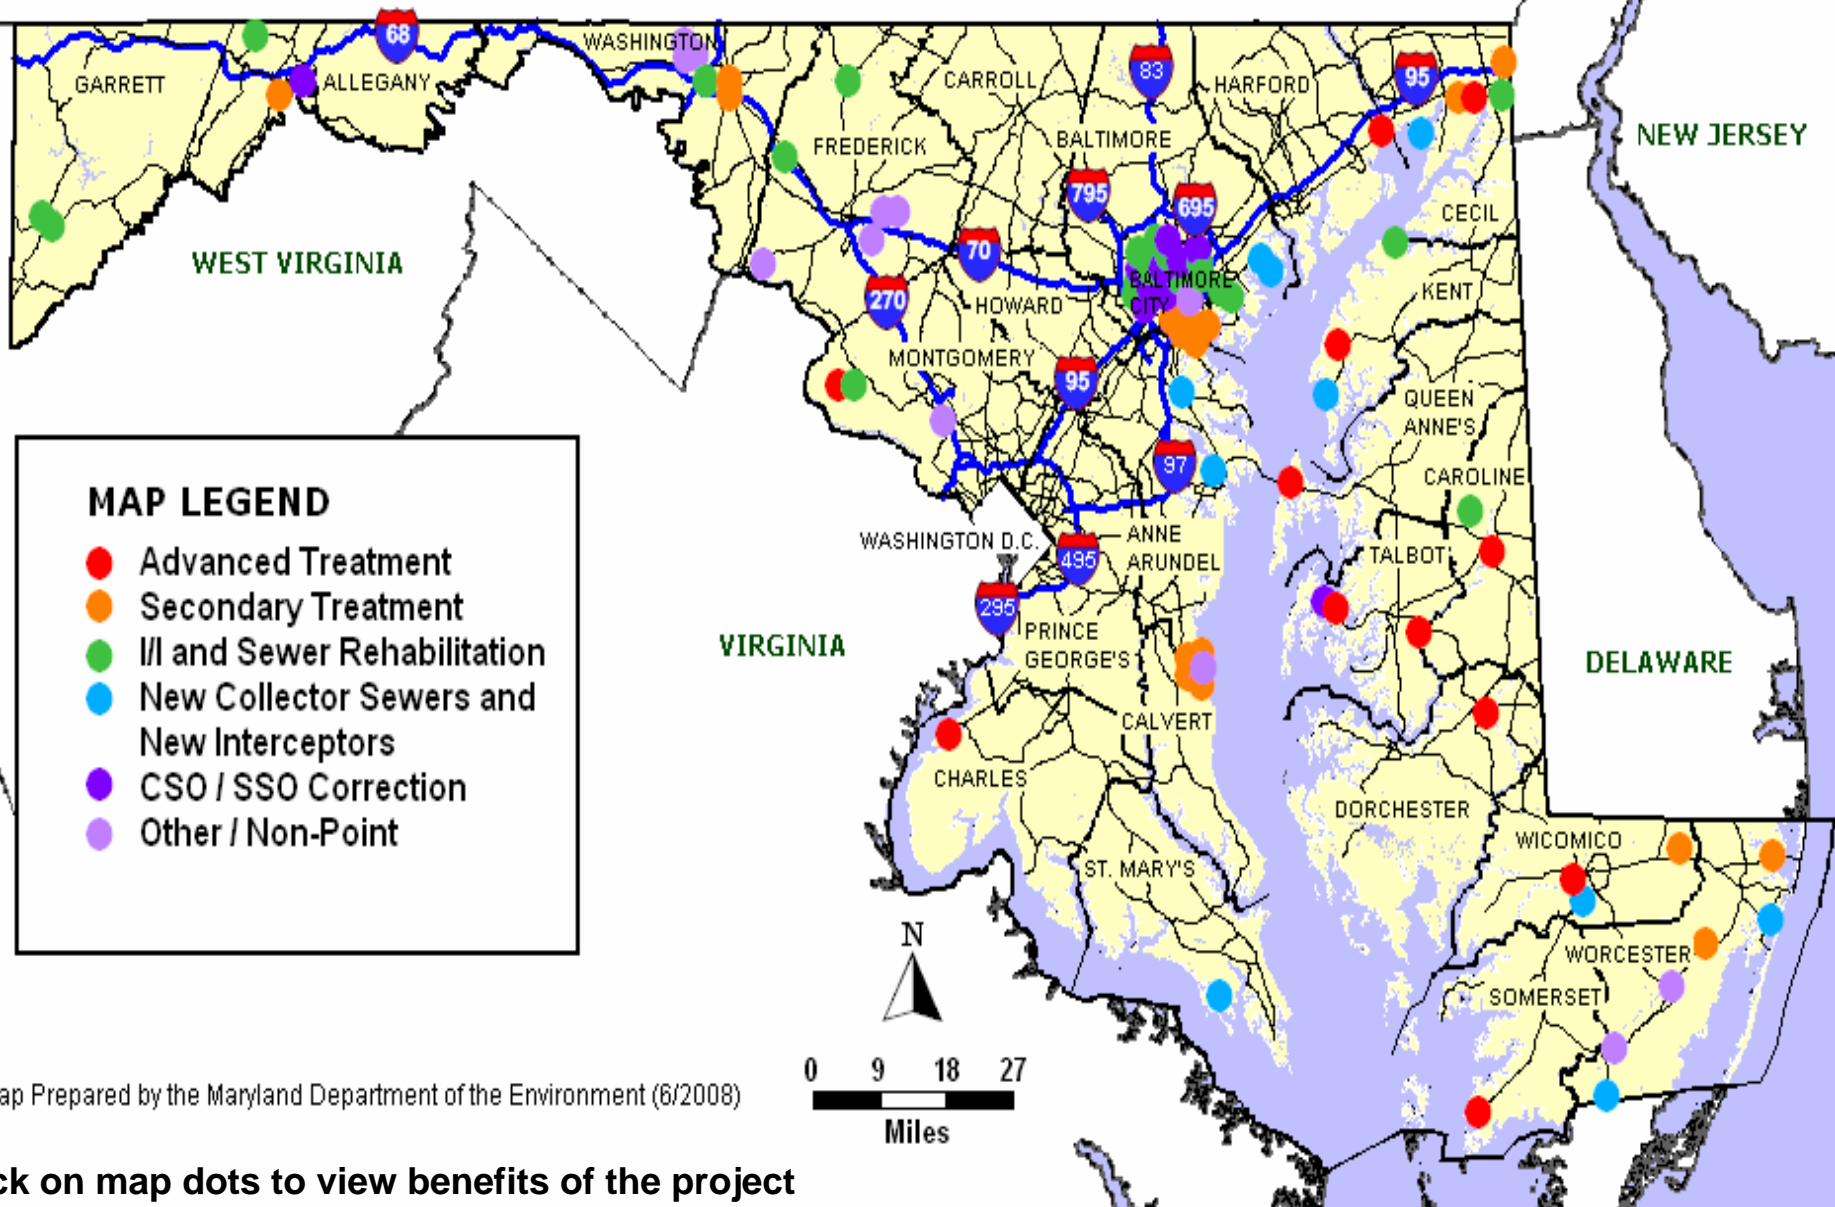 68
WASHINGTON
GARRETT
ALLEGANY
CARROLL
83
HARFORD
95
FREDERICK
BALTIMORE
NEW JERSEY
795
695
CECIL
WEST VIRGINIA
70
BALTIMORE
CITY
270
HOWARD
KENT
MONTGOMERY
95
QUEEN
ANNE'S
97
CAROLINE
MAP LEGEND
Advanced Treatment
Secondary Treatment
I/I and Sewer Rehabilitation
New Collector Sewers and
New Interceptors
CSO / SSO Correction
Other / Non-Point
WASHINGTON D.C.
495
ANNE
ARUNDEL
TALBOT
295
VIRGINIA
PRINCE
GEORGE'S
DELAWARE
CALVERT
CHARLES
DORCHESTER
WICOMICO
ST. MARY'S
N
WORCESTER
SOMERSET
0 9 18 27
Miles
ap Prepared by the Maryland Department of the Environment (6/2008)
ck on map dots to view benefits of the project